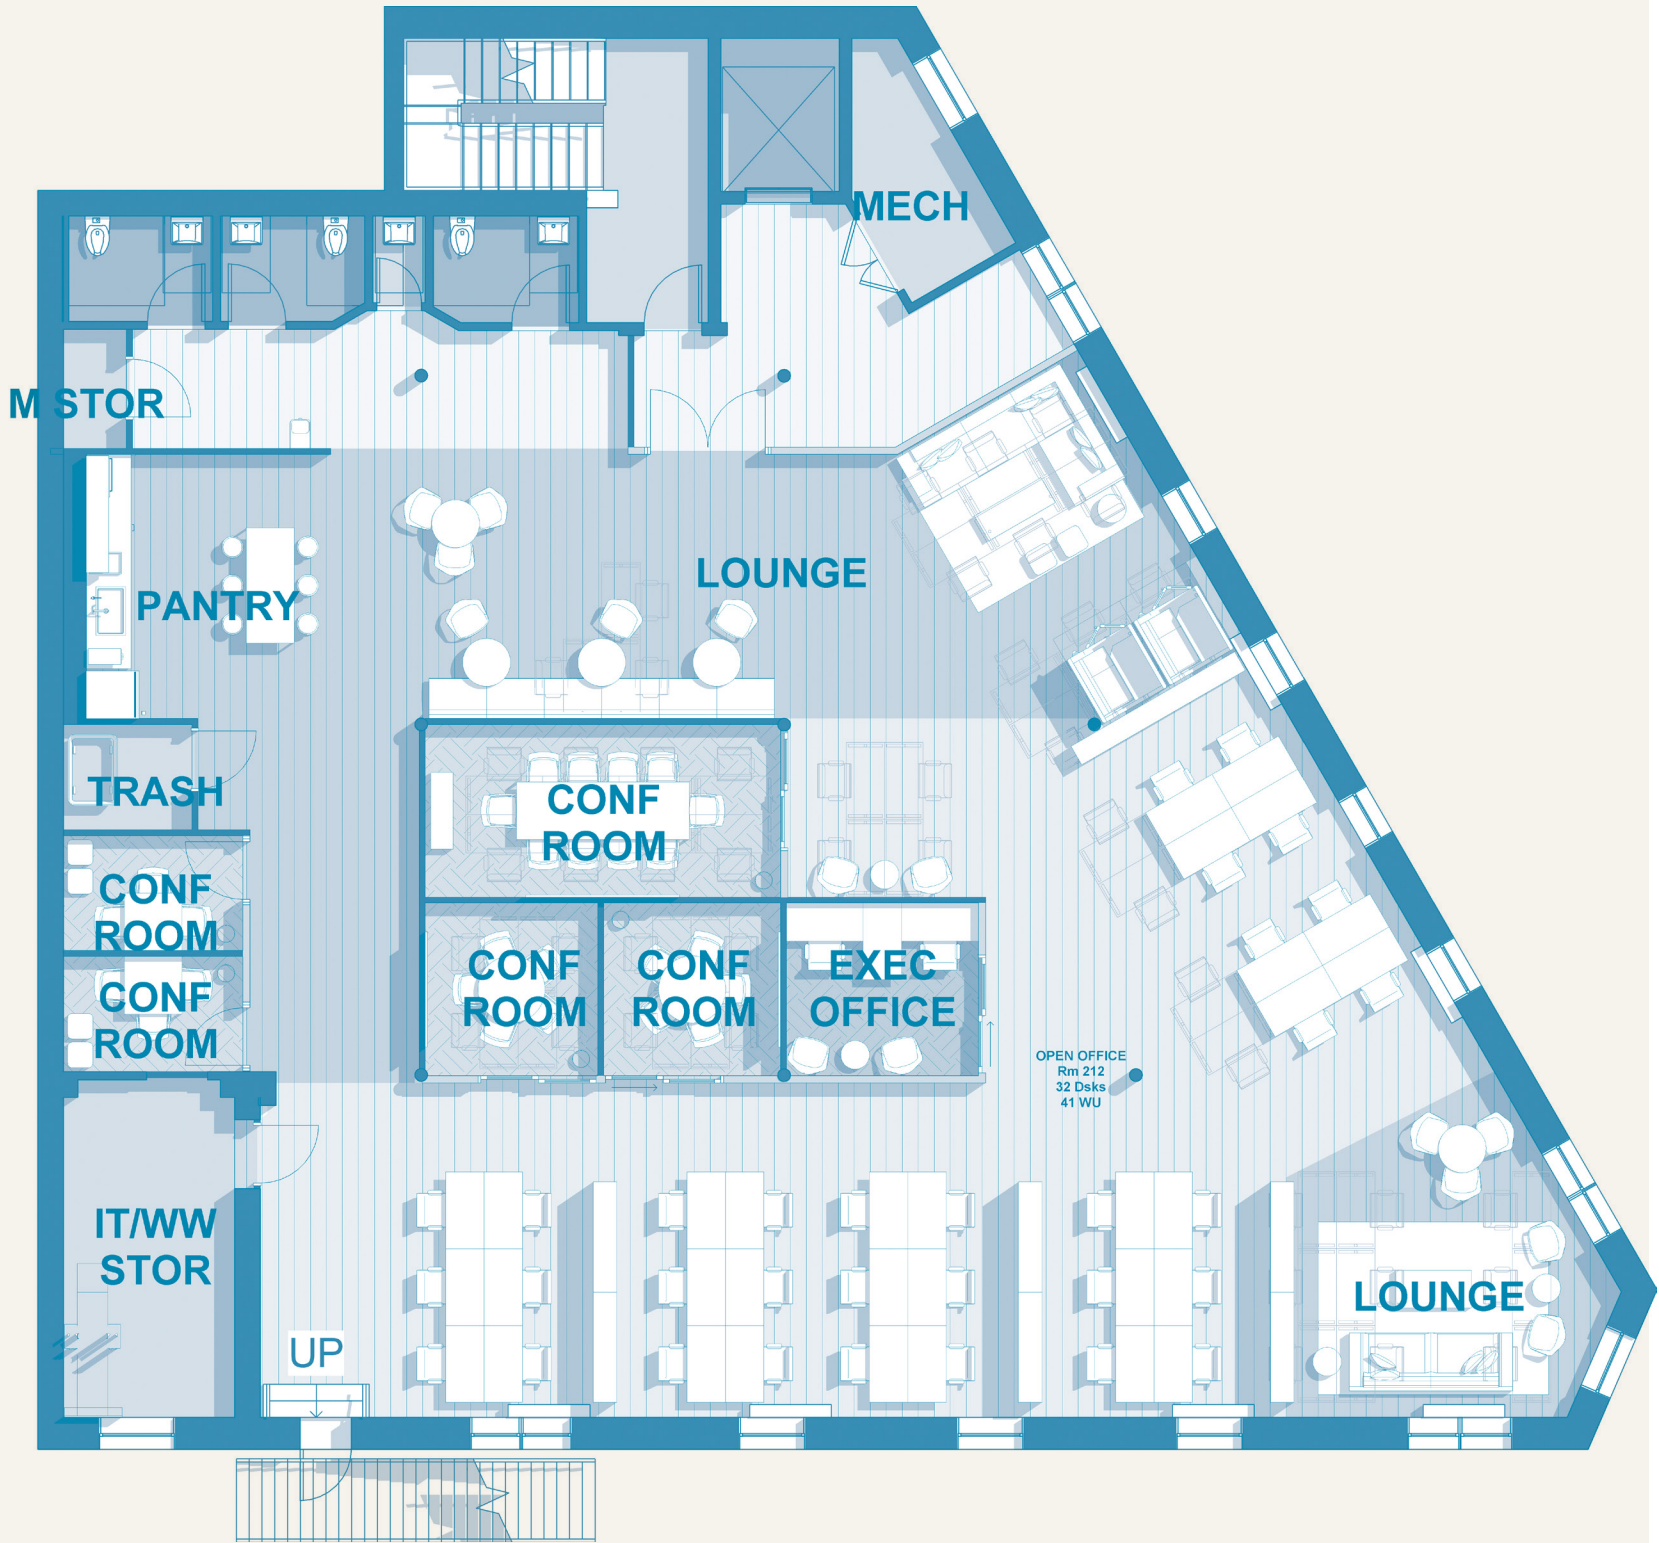 MECH
M STOR
LOUNGE
PANTRY
TRASH
CONF
ROOM
CONF
ROOM
CONF
ROOM
CONF
ROOM
CONF
ROOM
EXEC
OFFICE
OPEN OFFICE
Rm 212
32 Dsks
41 WU
IT/WW
STOR
LOUNGE
UP